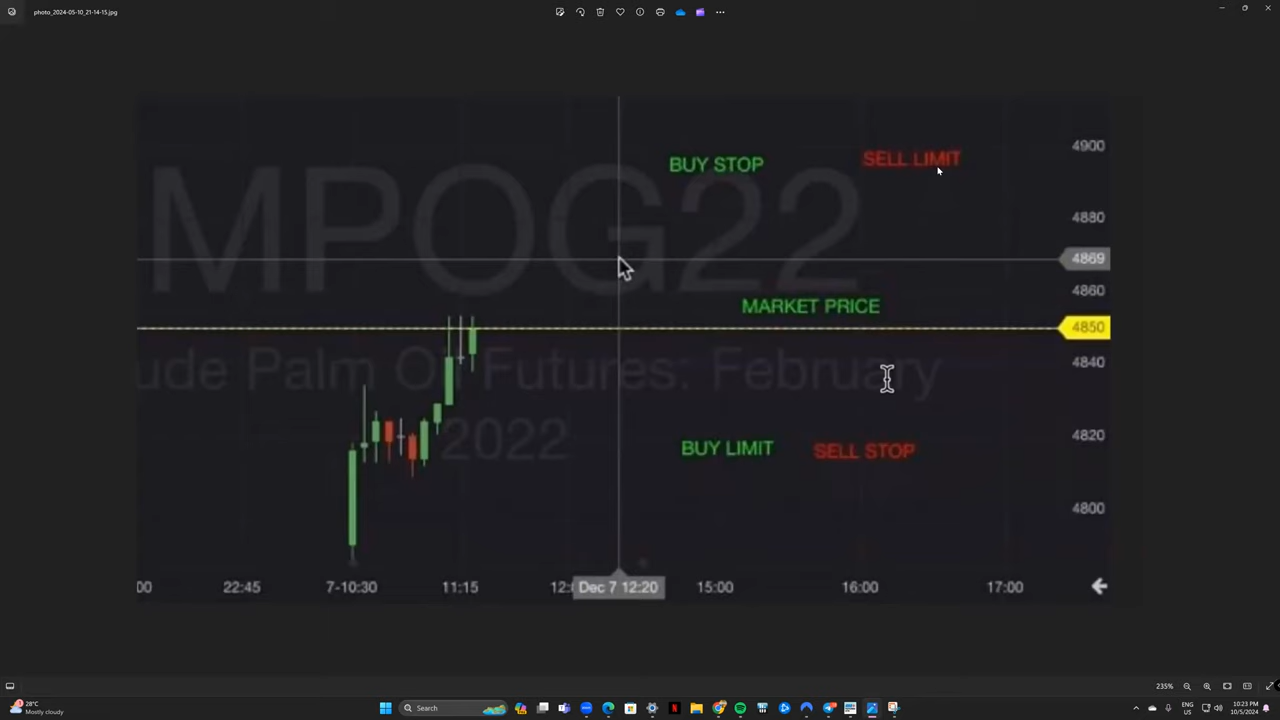 photo_2024-05-10_21-14-15.jpg
MPOG22
ude Palm Oil Futures: February
2022
BUY STOP
SELL LIMIT
MARKET PRICE
BUY LIMIT
SELL STOP
4900
4880
4869
4860
4850
4840
4820
4800
00
22:45
7-10:30
11:15
12:
Dec 7 12:20
15:00
16:00
17:00
235%
28°C
Mostly cloudy
Search
ENG
US
10:23 PM
10/5/2024